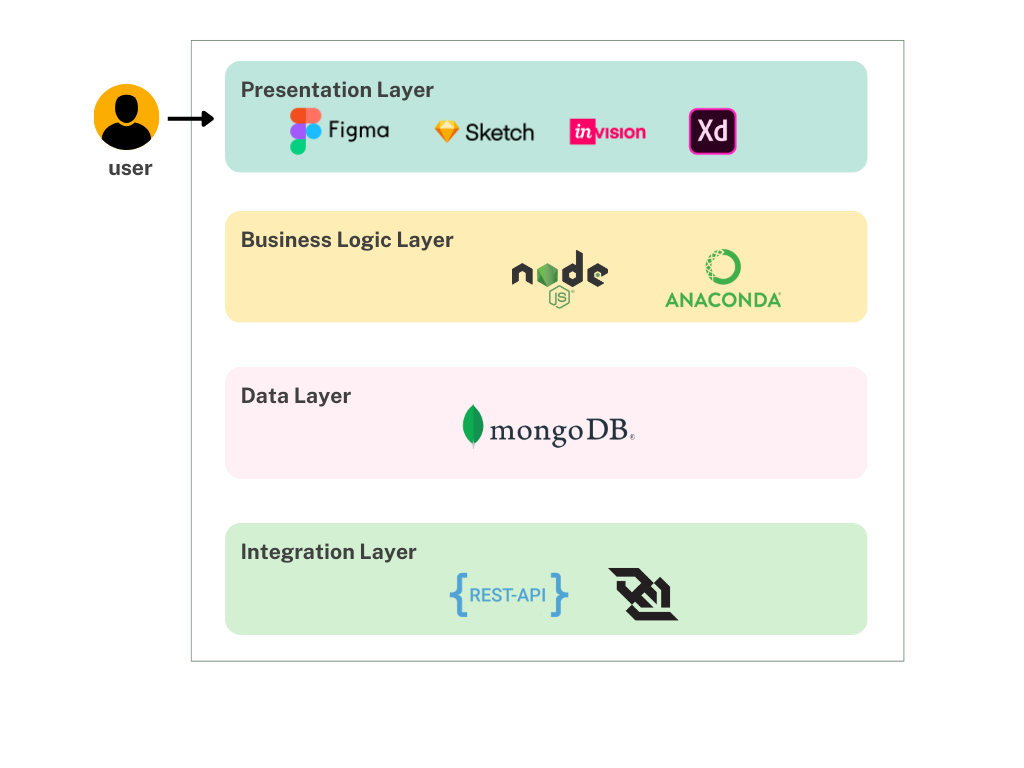 Presentation Layer
Figma
Sketch
invision
Xd
user
Business Logic Layer
node
JS
ANACONDA
Data Layer
mongoDB®
Integration Layer
{REST-API}